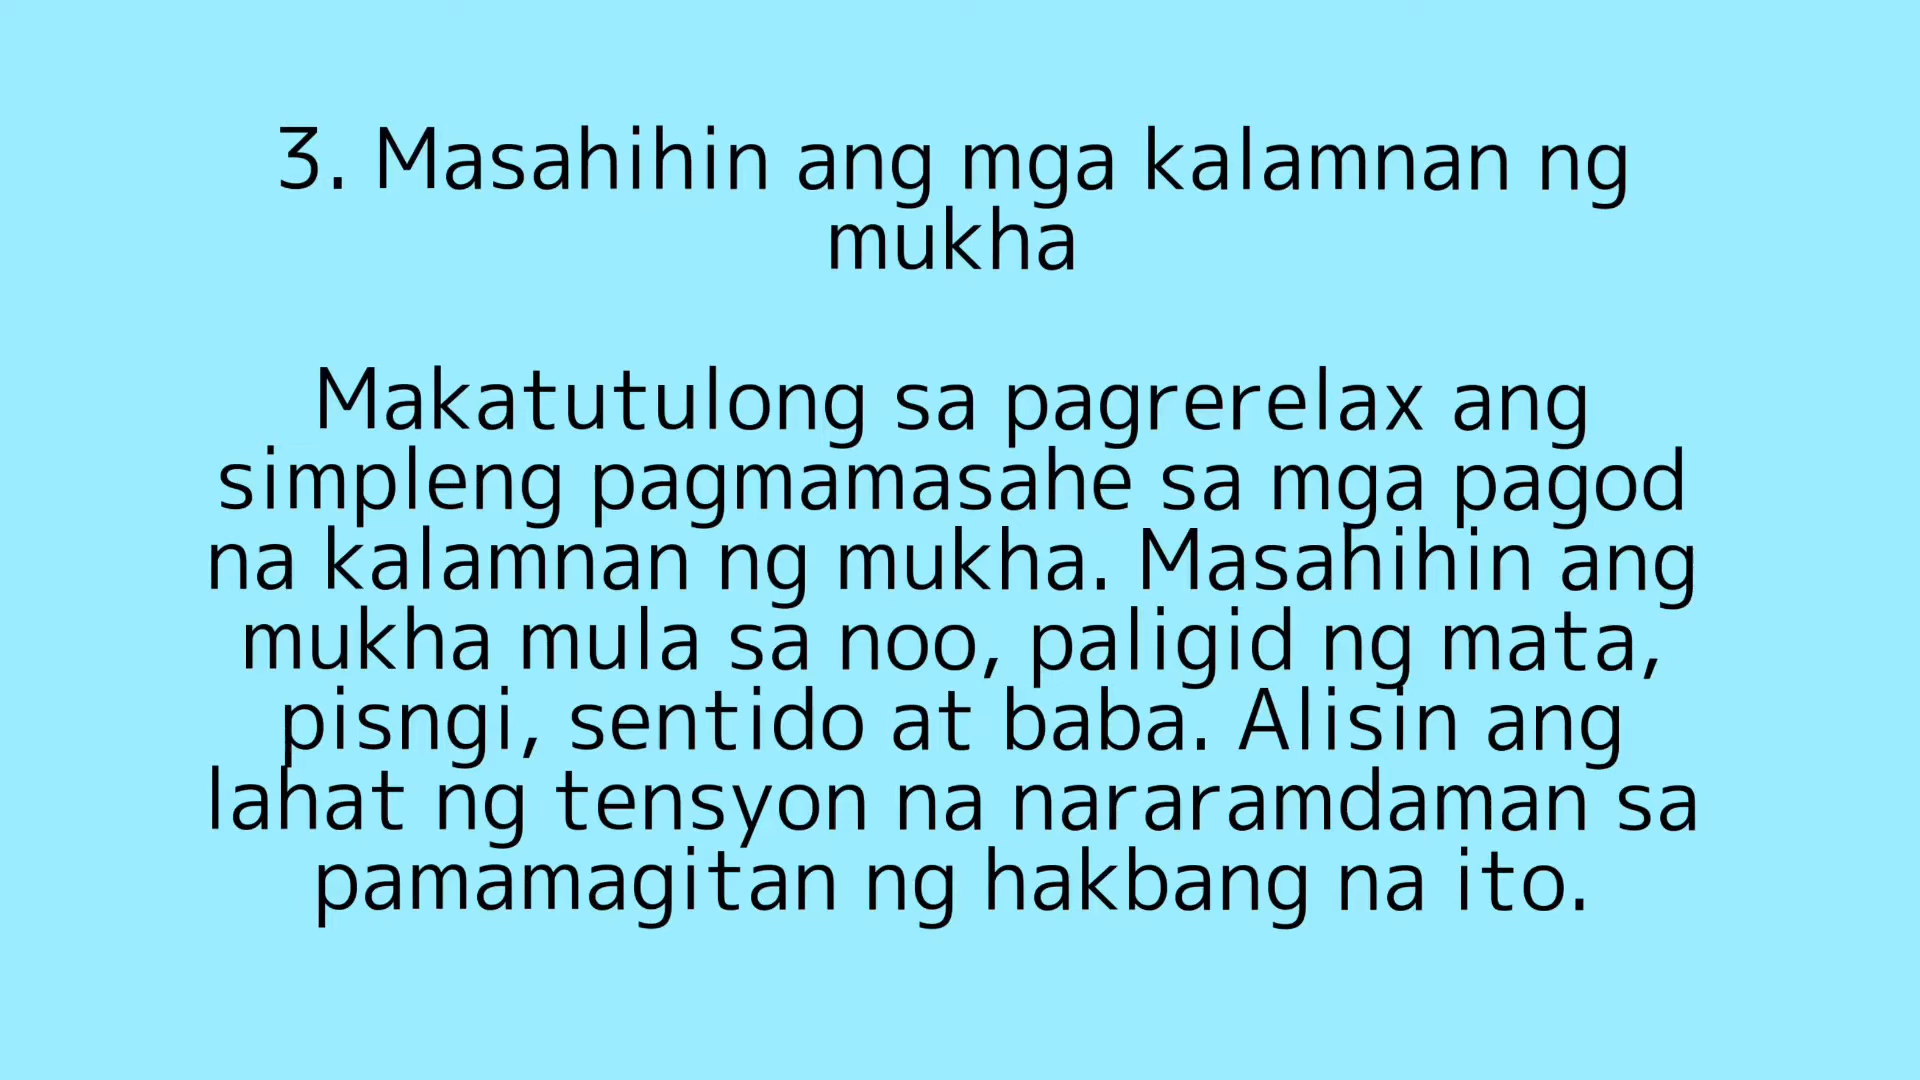 3. Masahihin ang mga kalamnan ng
mukha
Makatutulong sa pagrerelax ang
simpleng pagmamasahe sa mga pagod
na kalamnan ng mukha. Masahihin ang
mukha mula sa noo, paligid ng mata,
pisngi, sentido at baba. Alisin ang
lahat ng tensyon na nararamdaman sa
pamamagitan ng hakbang na ito.